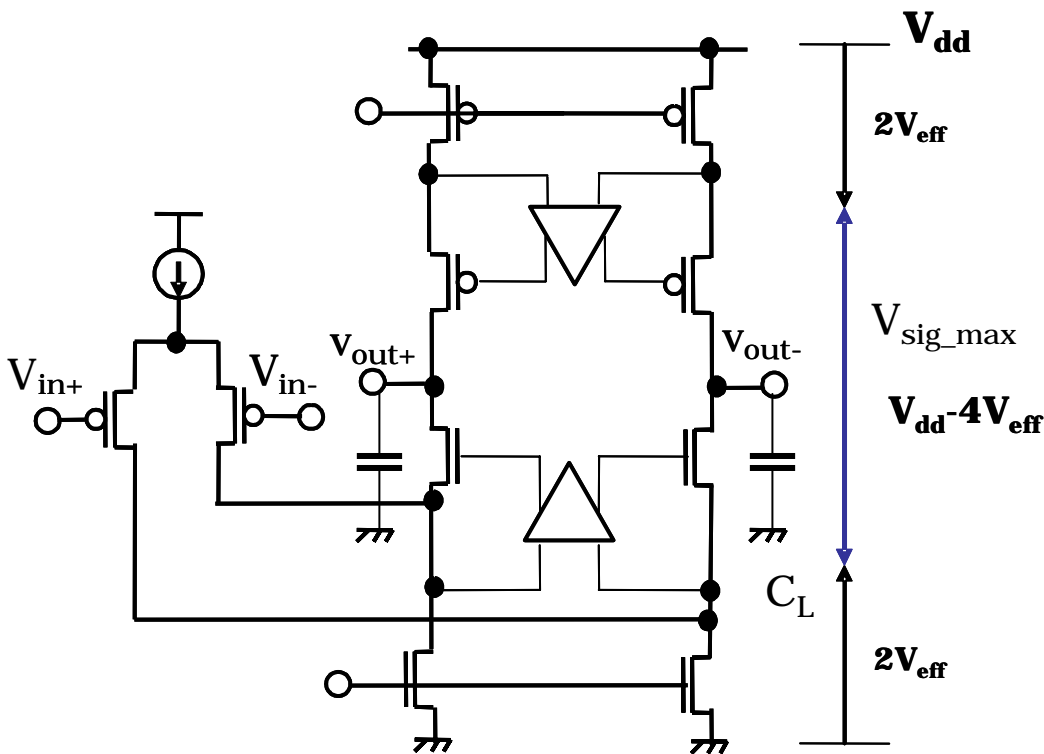 Vdd
2Veff
Vsig_max
Vdd-4Veff
vout+
vout-
Vin+
Vin-
CL
2Veff